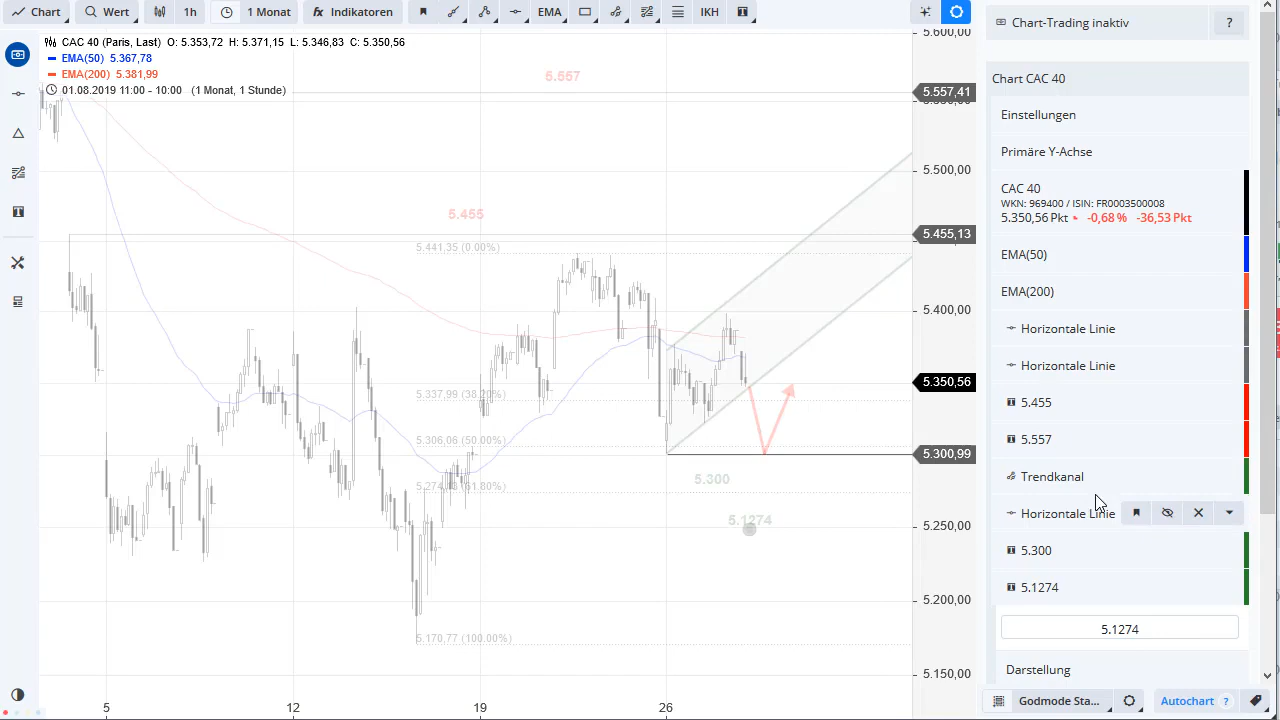 Chart Wert 1h 1 Monat fx Indikatoren EMA IKH
CAC 40 (Paris, Last) O: 5.353,72 H: 5.371,15 L: 5.346,83 C: 5.350,56
EMA(50) 5.367,78
EMA(200) 5.381,99
01.08.2019 11:00 - 10:00 (1 Monat, 1 Stunde)
5.557
5.455
5.441,35 (0.00%)
5.337,99 (38.20%)
5.306,06 (50.00%)
(61.80%)
5.300
5.1274
5.170,77 (100.00%)
5.600,00
5.557,41
5.500,00
5.455,13
5.400,00
5.350,56
5.300,99
5.250,00
5.200,00
5.150,00
5 12 19 26
Chart-Trading inaktiv ?
Chart CAC 40
Einstellungen
Primäre Y-Achse
CAC 40
WKN: 969400 / ISIN: FR0003500008
5.350,56 Pkt -0,68 % -36,53 Pkt
EMA(50)
EMA(200)
Horizontale Linie
Horizontale Linie
5.455
5.557
Trendkanal
Horizontale Linie
5.300
5.1274
5.1274
Darstellung
Godmode Sta... Autochart ?